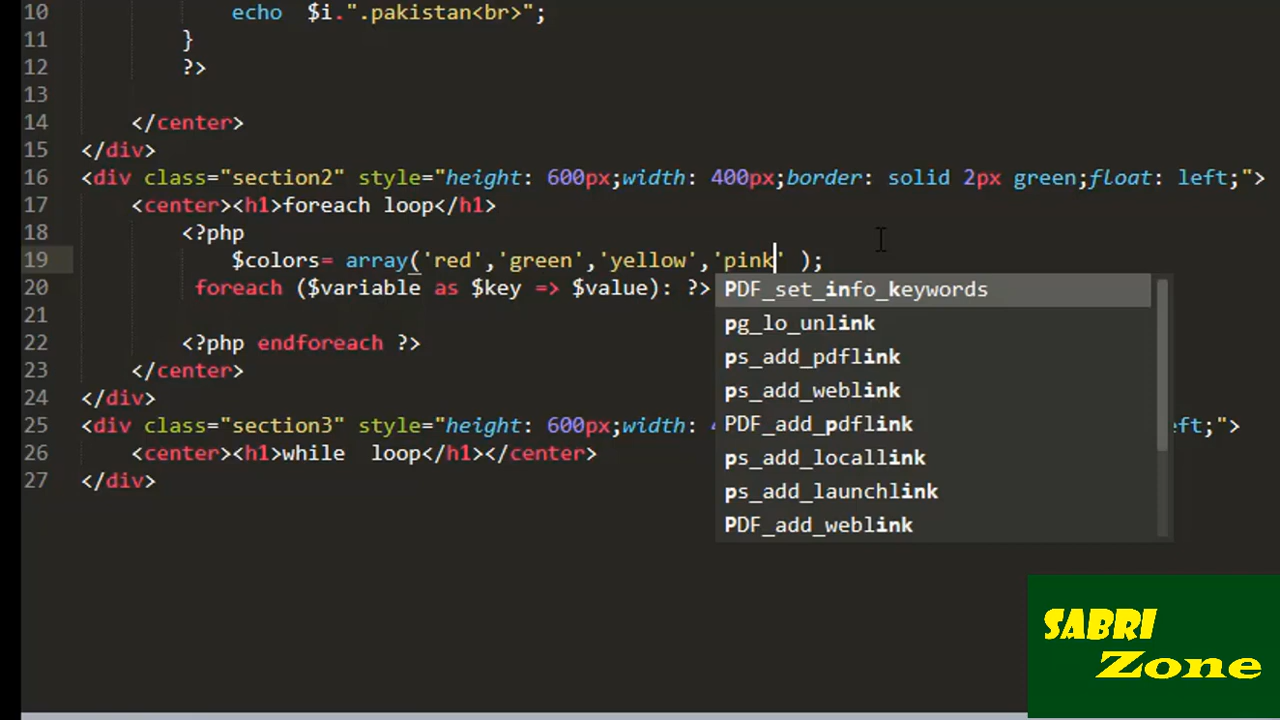 10 echo $i.".pakistan<br>";
11 }
12 ?>
13
14 </center>
15 </div>
16 <div class="section2" style="height: 600px;width: 400px;border: solid 2px green;float: left;">
17 <center><h1>foreach loop</h1>
18 <?php
19 $colors= array('red','green','yellow','pink' );
20 foreach ($variable as $key => $value): ?>
PDF_set_info_keywords
21
pg_lo_unlink
22 <?php endforeach ?>
ps_add_pdflink
23 </center>
ps_add_weblink
24 </div>
PDF_add_pdflink
25 <div class="section3" style="height: 600px;width: 4 eft;">
26 <center><h1>while  loop</h1></center>
ps_add_locallink
27 </div>
ps_add_launchlink
PDF_add_weblink
SABRI
Zone